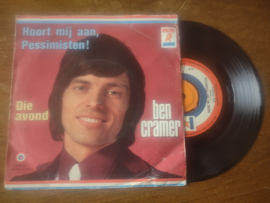 Hoort mij aan,
Pessimisten!
Die
avond
ben
cramer